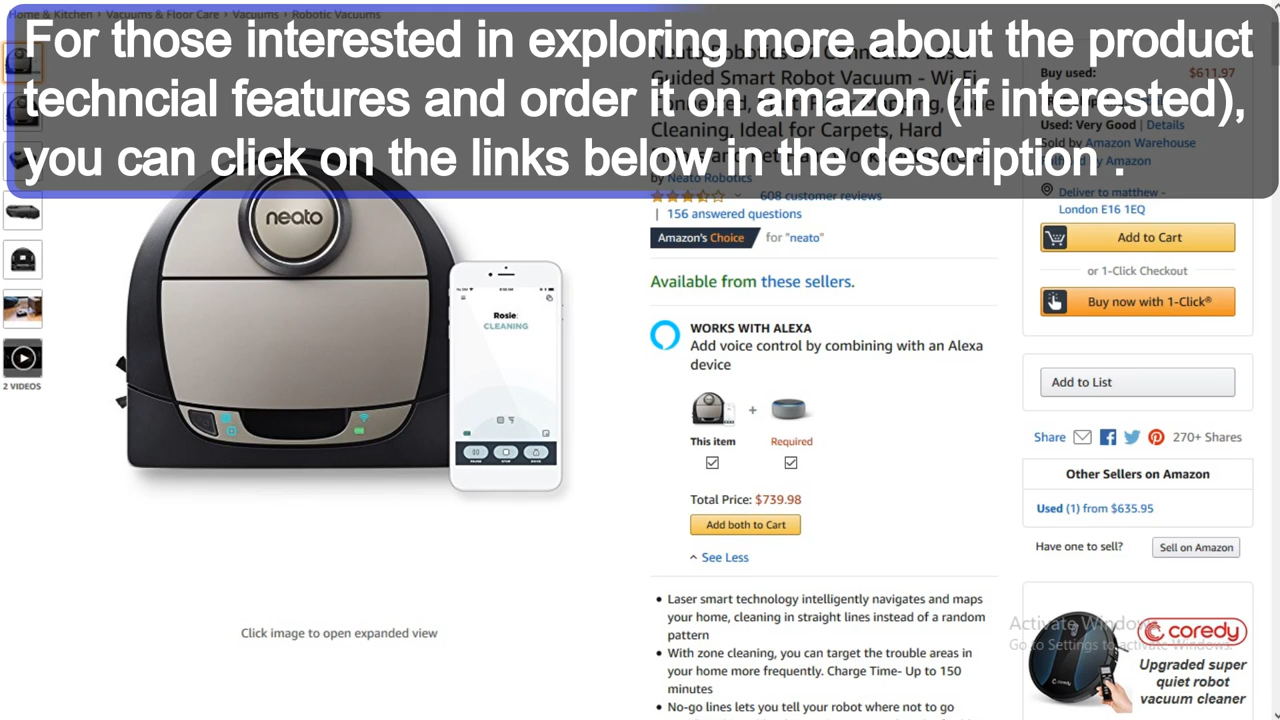 Home & Kitchen › Vacuums & Floor Care › Vacuums › Robotic Vacuums
For those interested in exploring more about the product
techncial features and order it on amazon (if interested),
you can click on the links below in the description .
Guided Smart Robot Vacuum - Wi-Fi
Cleaning, Ideal for Carpets, Hard
by Neato Robotics
608 customer reviews
| 156 answered questions
Amazon's Choice for "neato"
Available from these sellers.
WORKS WITH ALEXA
Add voice control by combining with an Alexa
device
+
This item Required
Total Price: $739.98
Add both to Cart
See Less
• Laser smart technology intelligently navigates and maps
your home, cleaning in straight lines instead of a random
pattern
• With zone cleaning, you can target the trouble areas in
your home more frequently. Charge Time- Up to 150
minutes
• No-go lines lets you tell your robot where not to go
2 VIDEOS
neato
Rosie:
CLEANING
Click image to open expanded view
Buy used: $611.97
Used: Very Good | Details
Sold by Amazon Warehouse
by Amazon
Deliver to matthew -
London E16 1EQ
Add to Cart
or 1-Click Checkout
Buy now with 1-Click®
Add to List
Share 270+ Shares
Other Sellers on Amazon
Used (1) from $635.95
Have one to sell? Sell on Amazon
Activate Windows
Go to Settings to activate Windows.
coredy
Upgraded super
quiet robot
vacuum cleaner